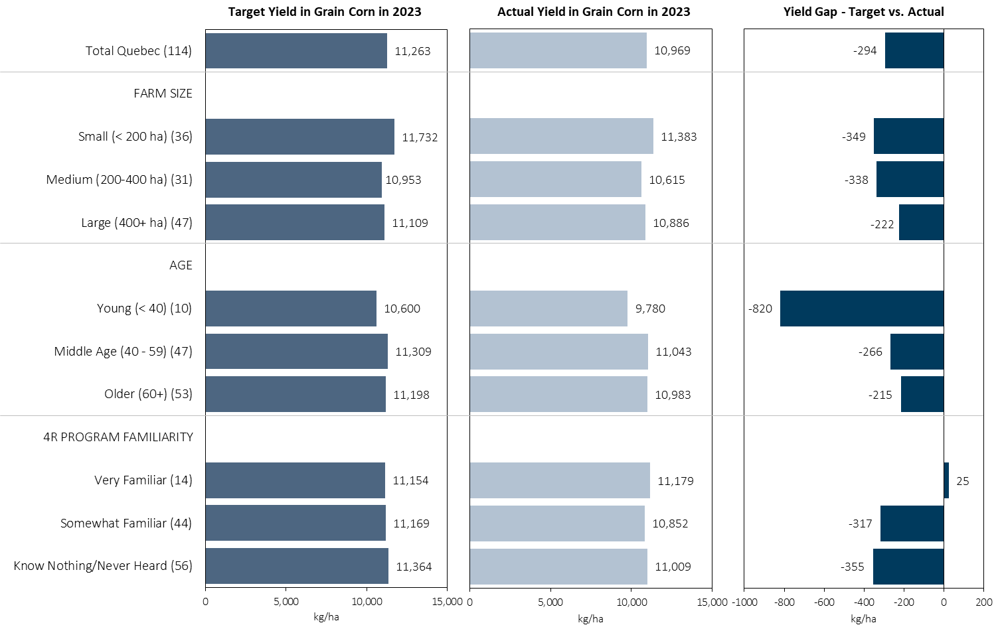 Target Yield in Grain Corn in 2023 Actual Yield in Grain Corn in 2023 Yield Gap - Target vs. Actual
Total Quebec (114) 11,263 10,969 -294
FARM SIZE
Small (< 200 ha) (36) 11,732 11,383 -349
Medium (200-400 ha) (31) 10,953 10,615 -338
Large (400+ ha) (47) 11,109 10,886 -222
AGE
Young (< 40) (10) 10,600 9,780 -820
Middle Age (40 - 59) (47) 11,309 11,043 -266
Older (60+) (53) 11,198 10,983 -215
4R PROGRAM FAMILIARITY
Very Familiar (14) 11,154 11,179 25
Somewhat Familiar (44) 11,169 10,852 -317
Know Nothing/Never Heard (56) 11,364 11,009 -355
0 5,000 10,000 15,000 0 5,000 10,000 15,000 -1000 -800 -600 -400 -200 0 200
kg/ha kg/ha kg/ha